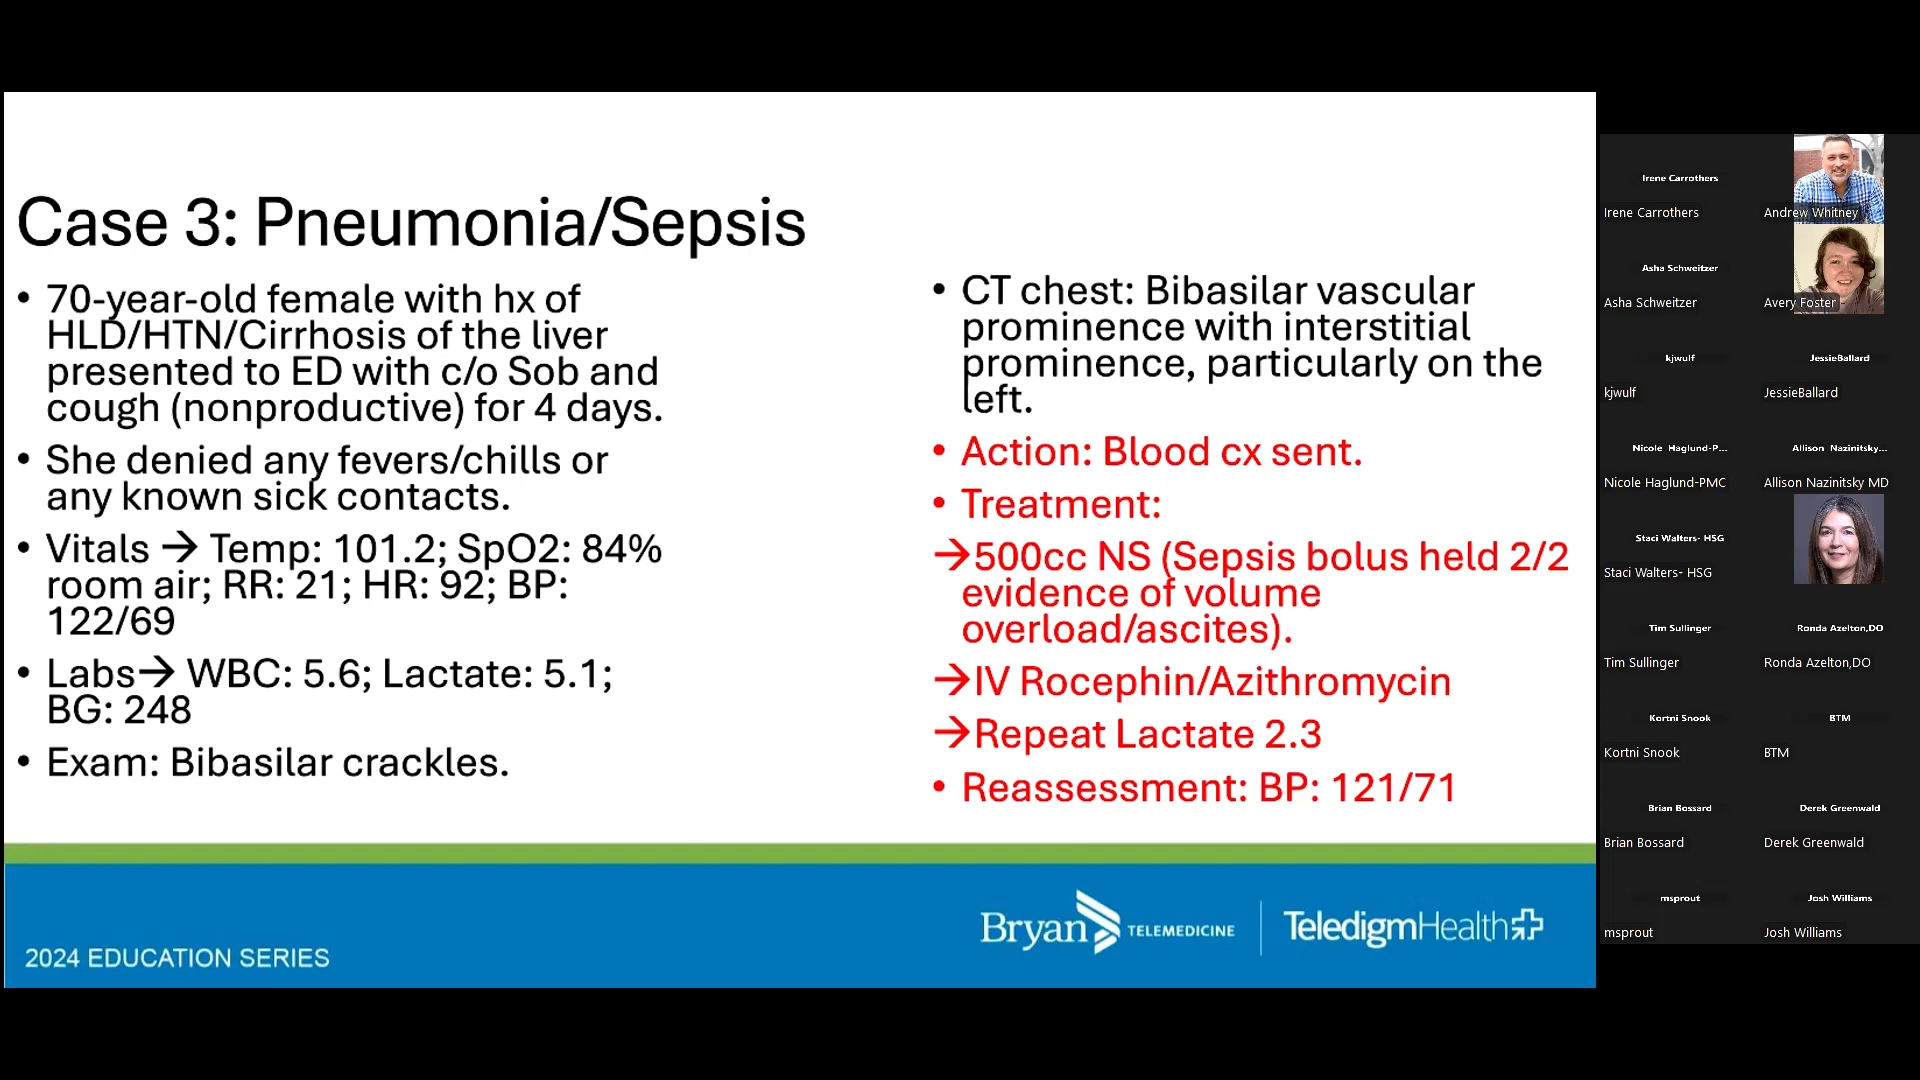 Case 3: Pneumonia/Sepsis
• 70-year-old female with hx of
HLD/HTN/Cirrhosis of the liver
presented to ED with c/o Sob and
cough (nonproductive) for 4 days.
• She denied any fevers/chills or
any known sick contacts.
• Vitals → Temp: 101.2; SpO2: 84%
room air; RR: 21; HR: 92; BP:
122/69
• Labs→ WBC: 5.6; Lactate: 5.1;
BG: 248
• Exam: Bibasilar crackles.
• CT chest: Bibasilar vascular
prominence with interstitial
prominence, particularly on the
left.
• Action: Blood cx sent.
• Treatment:
→500cc NS (Sepsis bolus held 2/2
evidence of volume
overload/ascites).
→IV Rocephin/Azithromycin
→Repeat Lactate 2.3
• Reassessment: BP: 121/71
2024 EDUCATION SERIES
Bryan TELEMEDICINE
TeledigmHealth
Irene Carrothers
Irene Carrothers
Andrew Whitney
Asha Schweitzer
Asha Schweitzer
Avery Foster
kjwulf
JessieBallard
kjwulf
JessieBallard
Nicole Haglund-P...
Allison Nazinitsky...
Nicole Haglund-PMC
Allison Nazinitsky MD
Staci Walters- HSG
Staci Walters- HSG
Tim Sullinger
Ronda Azelton,DO
Tim Sullinger
Ronda Azelton,DO
Kortni Snook
BTM
Kortni Snook
BTM
Brian Bossard
Derek Greenwald
Brian Bossard
Derek Greenwald
msprout
Josh Williams
msprout
Josh Williams